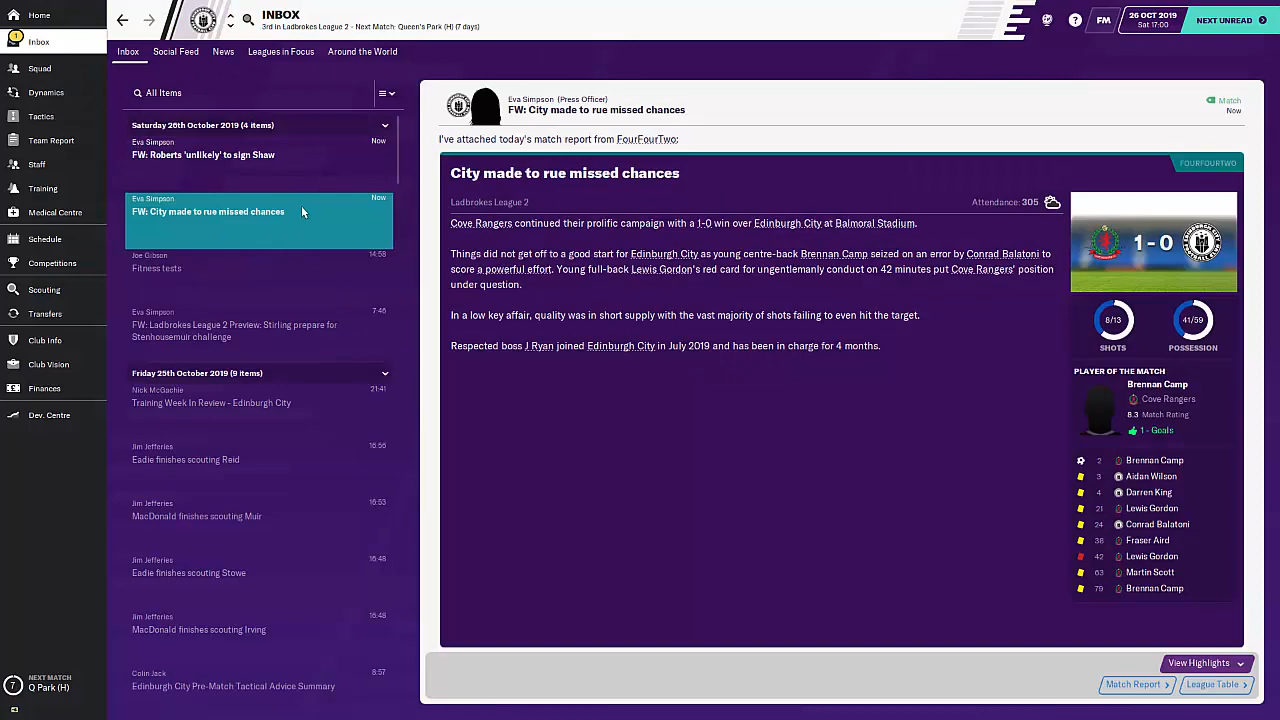 INBOX
3rd in Ladbrokes League 2 - Next Match: Queen's Park (H) (7 days)
FM
26 OCT 2019
Sat 17:00
NEXT UNREAD
Home
1
Inbox
Squad
Dynamics
Tactics
Team Report
Staff
Training
Medical Centre
Schedule
Competitions
Scouting
Transfers
Club Info
Club Vision
Finances
Dev. Centre
NEXT MATCH
Q Park (H)
Inbox Social Feed News Leagues in Focus Around the World
All Items
Saturday 26th October 2019 (4 items)
Eva Simpson Now
FW: Roberts 'unlikely' to sign Shaw
Eva Simpson Now
FW: City made to rue missed chances
Joe Gibson 14:58
Fitness tests
Eva Simpson 7:46
FW: Ladbrokes League 2 Preview: Stirling prepare for
Stenhousemuir challenge
Friday 25th October 2019 (9 items)
Nick McGachie 21:41
Training Week In Review - Edinburgh City
Jim Jefferies 16:56
Eadie finishes scouting Reid
Jim Jefferies 16:53
MacDonald finishes scouting Muir
Jim Jefferies 16:48
Eadie finishes scouting Stowe
Jim Jefferies 16:48
MacDonald finishes scouting Irving
Colin Jack 8:57
Edinburgh City Pre-Match Tactical Advice Summary
Eva Simpson (Press Officer)
FW: City made to rue missed chances
Match
Now
I've attached today's match report from FourFourTwo:
FOURFOURTWO
City made to rue missed chances
Ladbrokes League 2 Attendance: 305
Cove Rangers continued their prolific campaign with a 1-0 win over Edinburgh City at Balmoral Stadium.
Things did not get off to a good start for Edinburgh City as young centre-back Brennan Camp seized on an error by Conrad Balatoni to
score a powerful effort. Young full-back Lewis Gordon's red card for ungentlemanly conduct on 42 minutes put Cove Rangers' position
under question.
In a low key affair, quality was in short supply with the vast majority of shots failing to even hit the target.
Respected boss J Ryan joined Edinburgh City in July 2019 and has been in charge for 4 months.
1-0
8/13
SHOTS
41/59
POSSESSION
PLAYER OF THE MATCH
Brennan Camp
Cove Rangers
8.3 Match Rating
1 - Goals
2 Brennan Camp
3 Aidan Wilson
4 Darren King
21 Lewis Gordon
24 Conrad Balatoni
38 Fraser Aird
42 Lewis Gordon
63 Martin Scott
79 Brennan Camp
View Highlights
Match Report
League Table